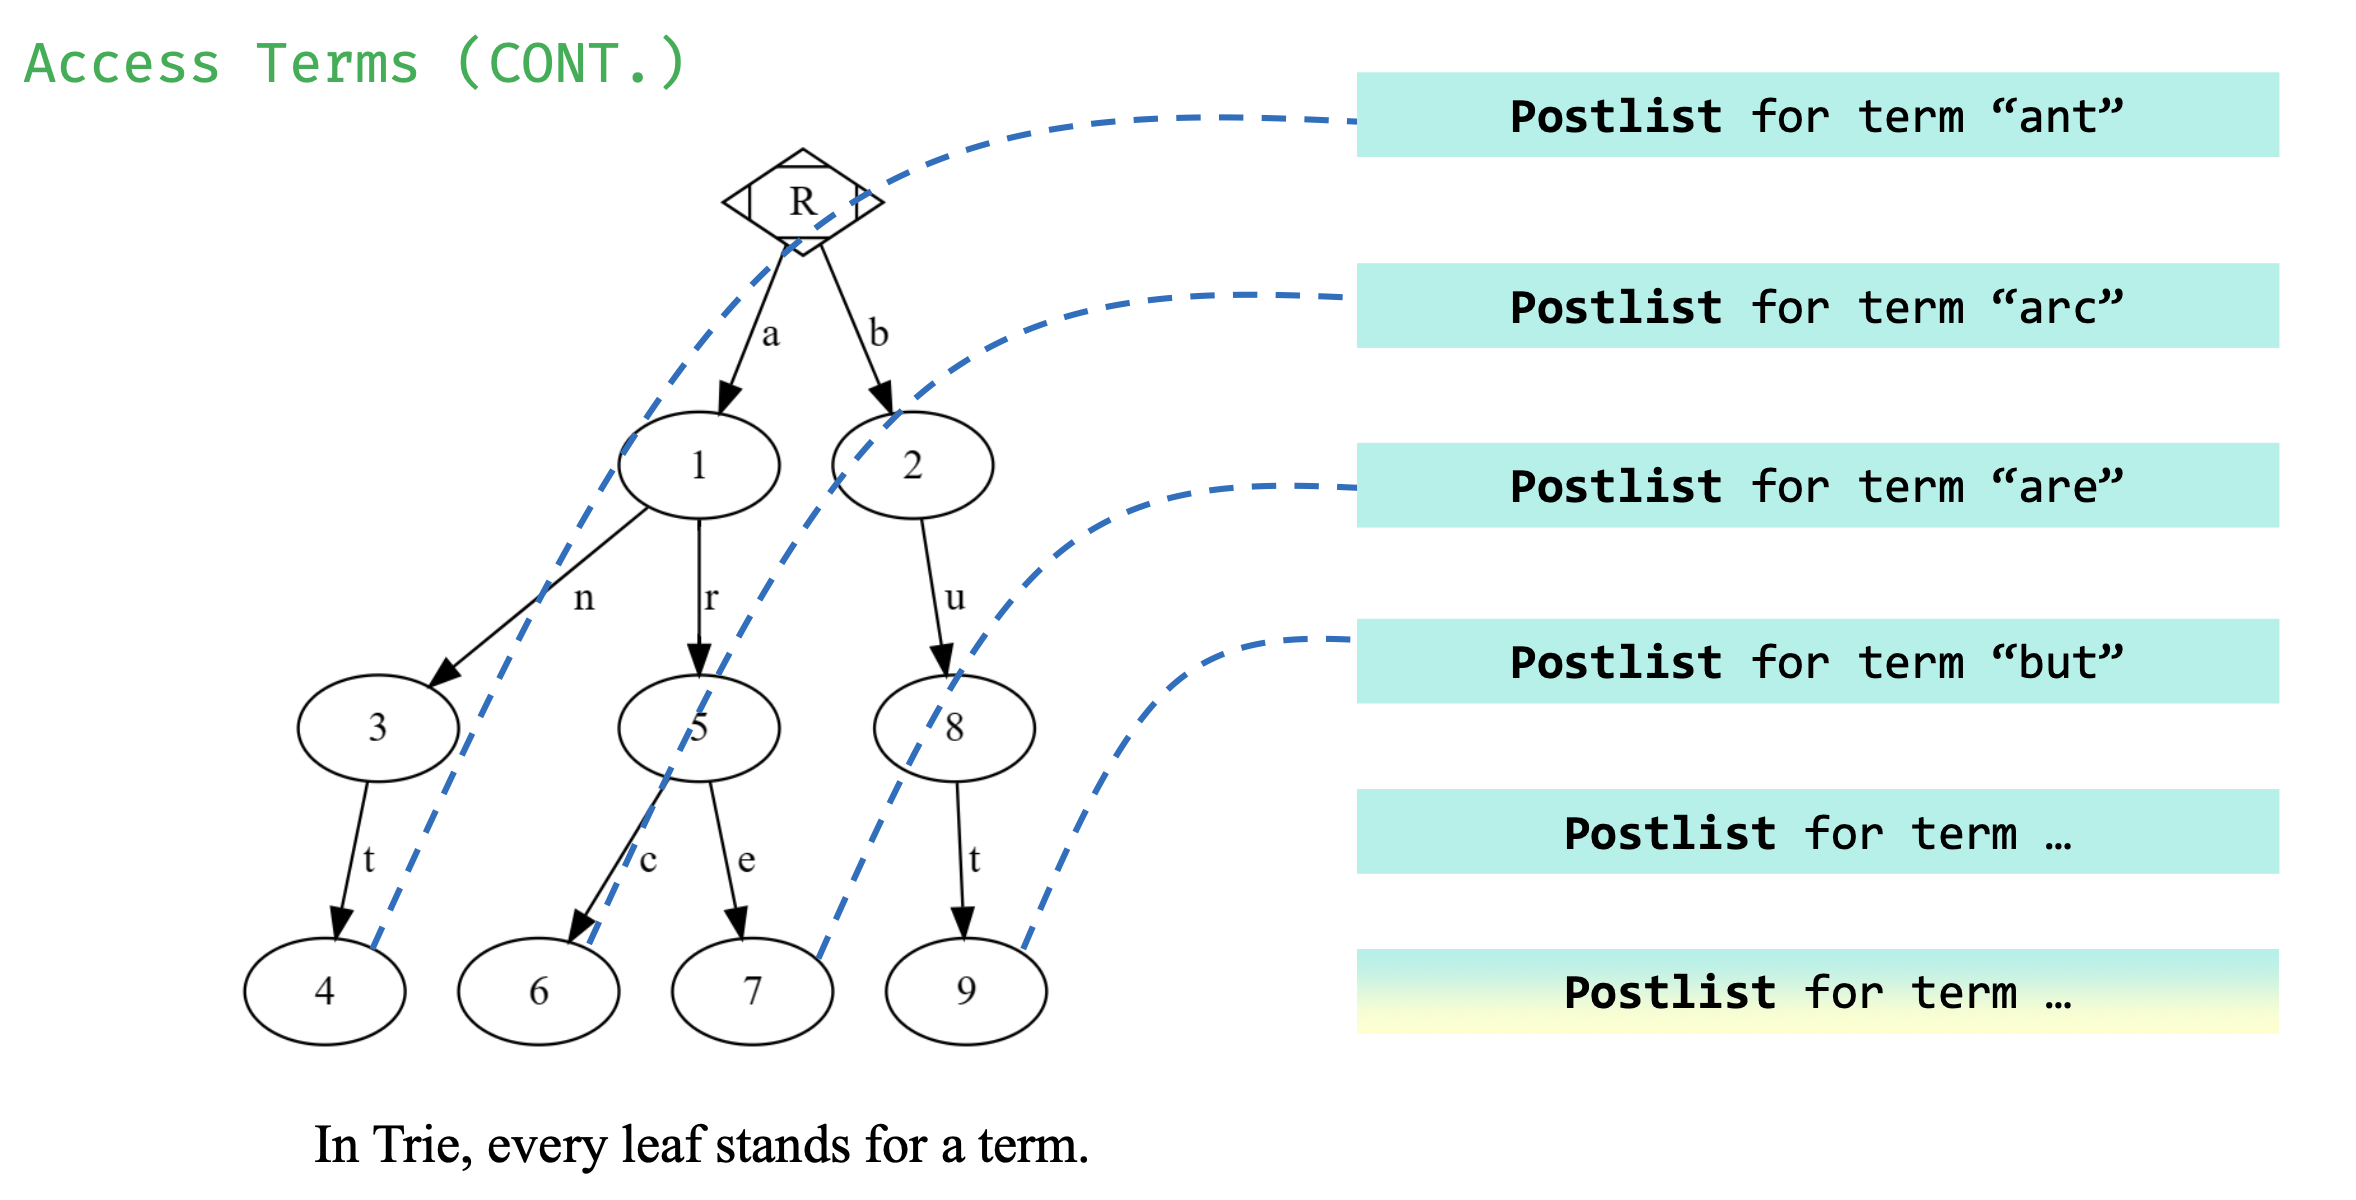 Access Terms (CONT.)
Postlist for term “ant”
R
Postlist for term “arc”
a
b
1
2
Postlist for term “are”
n
r
u
Postlist for term “but”
3
5
8
Postlist for term …
t
c
e
t
4
6
7
9
Postlist for term …
In Trie, every leaf stands for a term.